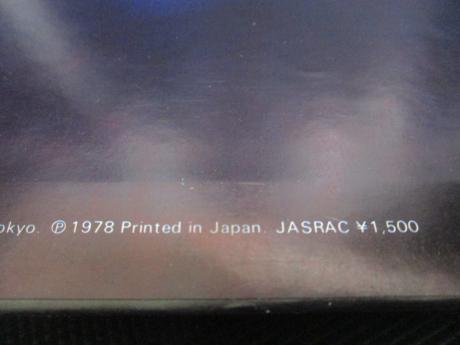 okyo. ℗ 1978 Printed in Japan. JASRAC ¥1,500